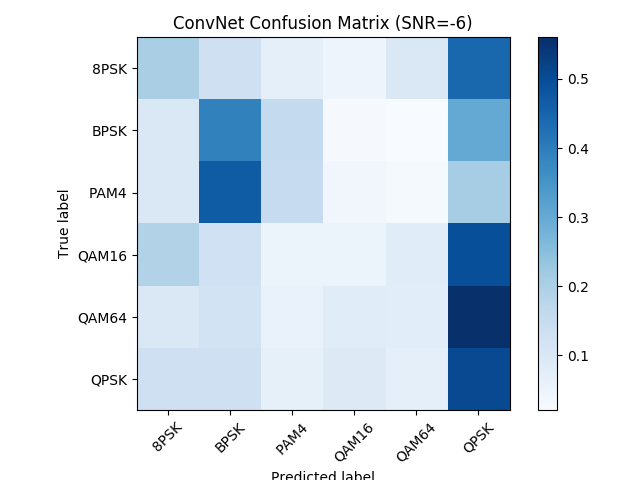 ConvNet Confusion Matrix (SNR=-6)
8PSK
BPSK
PAM4
QAM16
QAM64
QPSK
True label
8PSK
BPSK
PAM4
QAM16
QAM64
QPSK
Predicted label
0.5
0.4
0.3
0.2
0.1